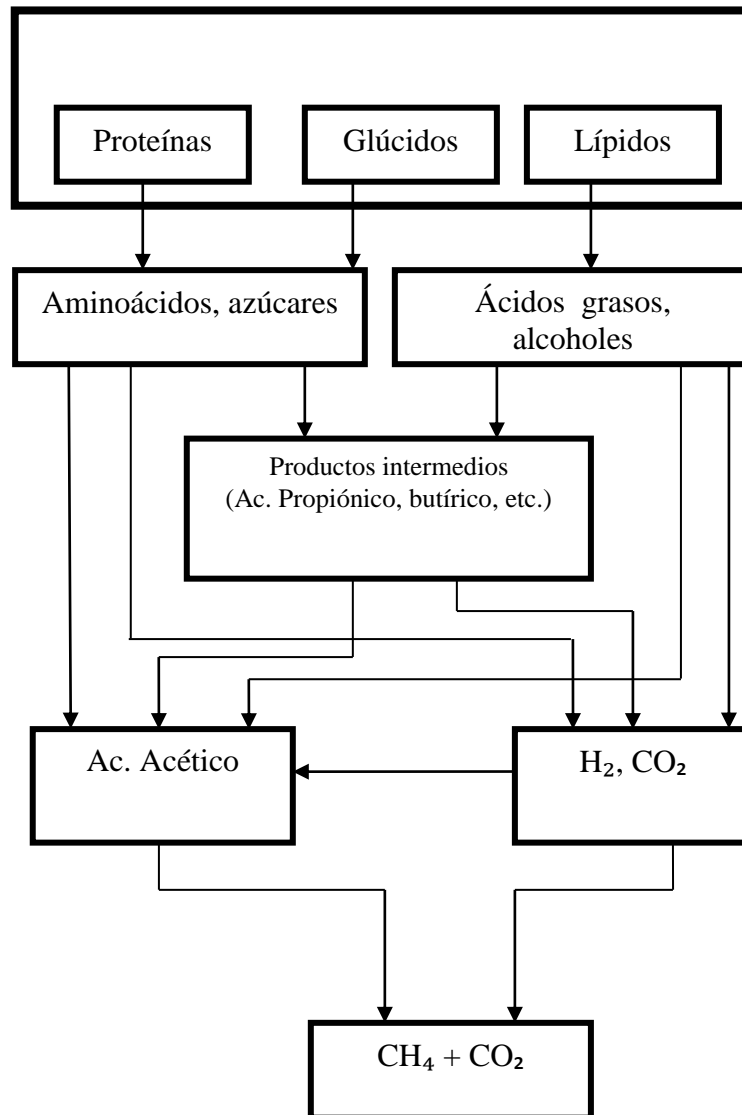 Proteínas
Glúcidos
Lípidos
Aminoácidos, azúcares
Ácidos grasos,
alcoholes
Productos intermedios
(Ac. Propiónico, butírico, etc.)
Ac. Acético
H₂, CO₂
CH₄ + CO₂